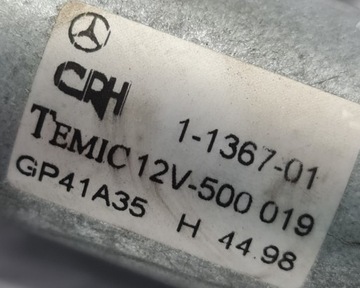 CRH
1-1367-01
TEMIC 12V-500 019
GP41A35 H 44.98